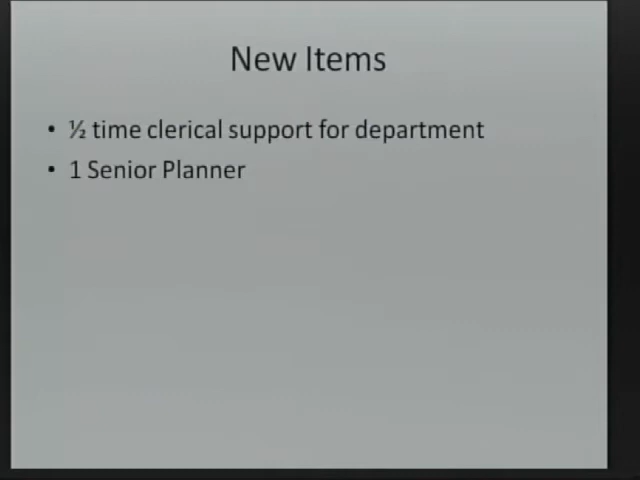 New Items
• ½ time clerical support for department
• 1 Senior Planner